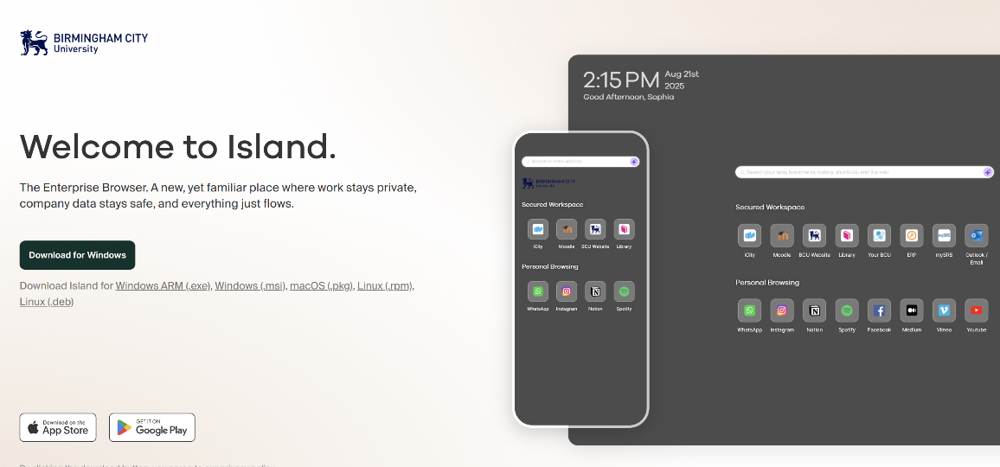 BIRMINGHAM CITY
University
Welcome to Island.
The Enterprise Browser. A new, yet familiar place where work stays private,
company data stays safe, and everything just flows.
Download for Windows
Download Island for Windows ARM (.exe), Windows (.msi), macOS (.pkg), Linux (.rpm),
Linux (.deb)
Download on the
App Store
GET IT ON
Google Play
2:15 PM Aug 21st
2025
Good Afternoon, Sophia
Search your tabs, bookmarks, history, shortcuts, and the web
Secured Workspace
iCity Moodle BCU Website Library Your BCU ERP mySRS Outlook /
Email
Personal Browsing
WhatsApp Instagram Notion Spotify Facebook Medium Vimeo Youtube
Search or enter website
BIRMINGHAM CITY
University
Secured Workspace
iCity Moodle BCU Website Library
Personal Browsing
WhatsApp Instagram Notion Spotify